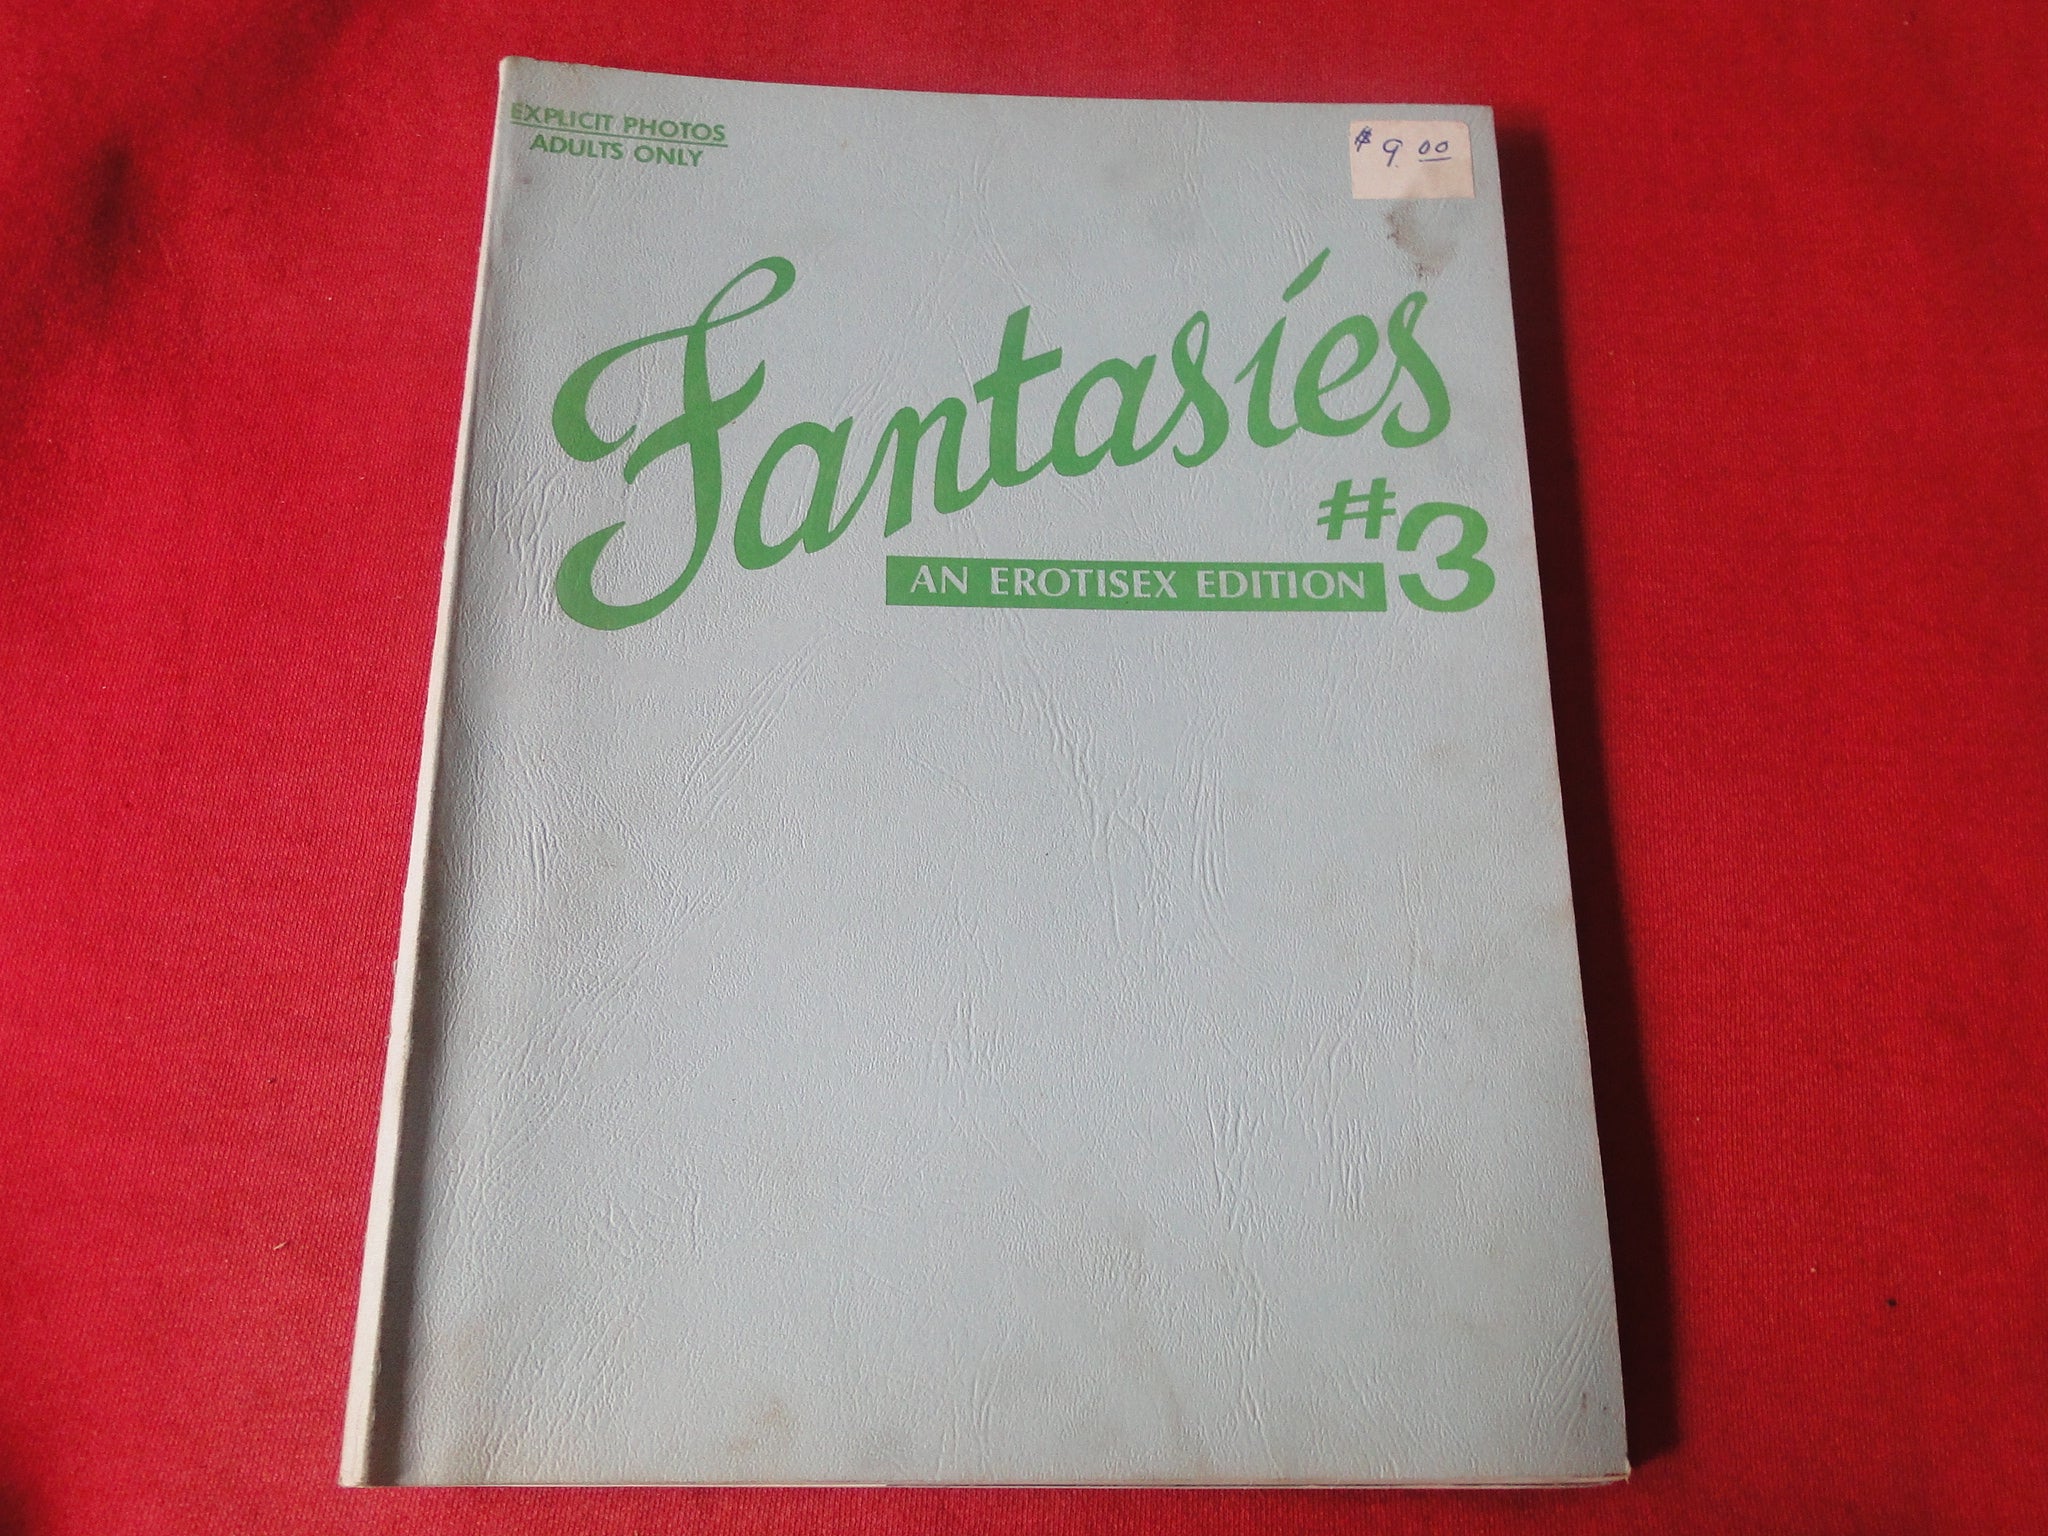 EXPLICIT PHOTOS
ADULTS ONLY
$ 9.00
Fantasies
#3
AN EROTISEX EDITION